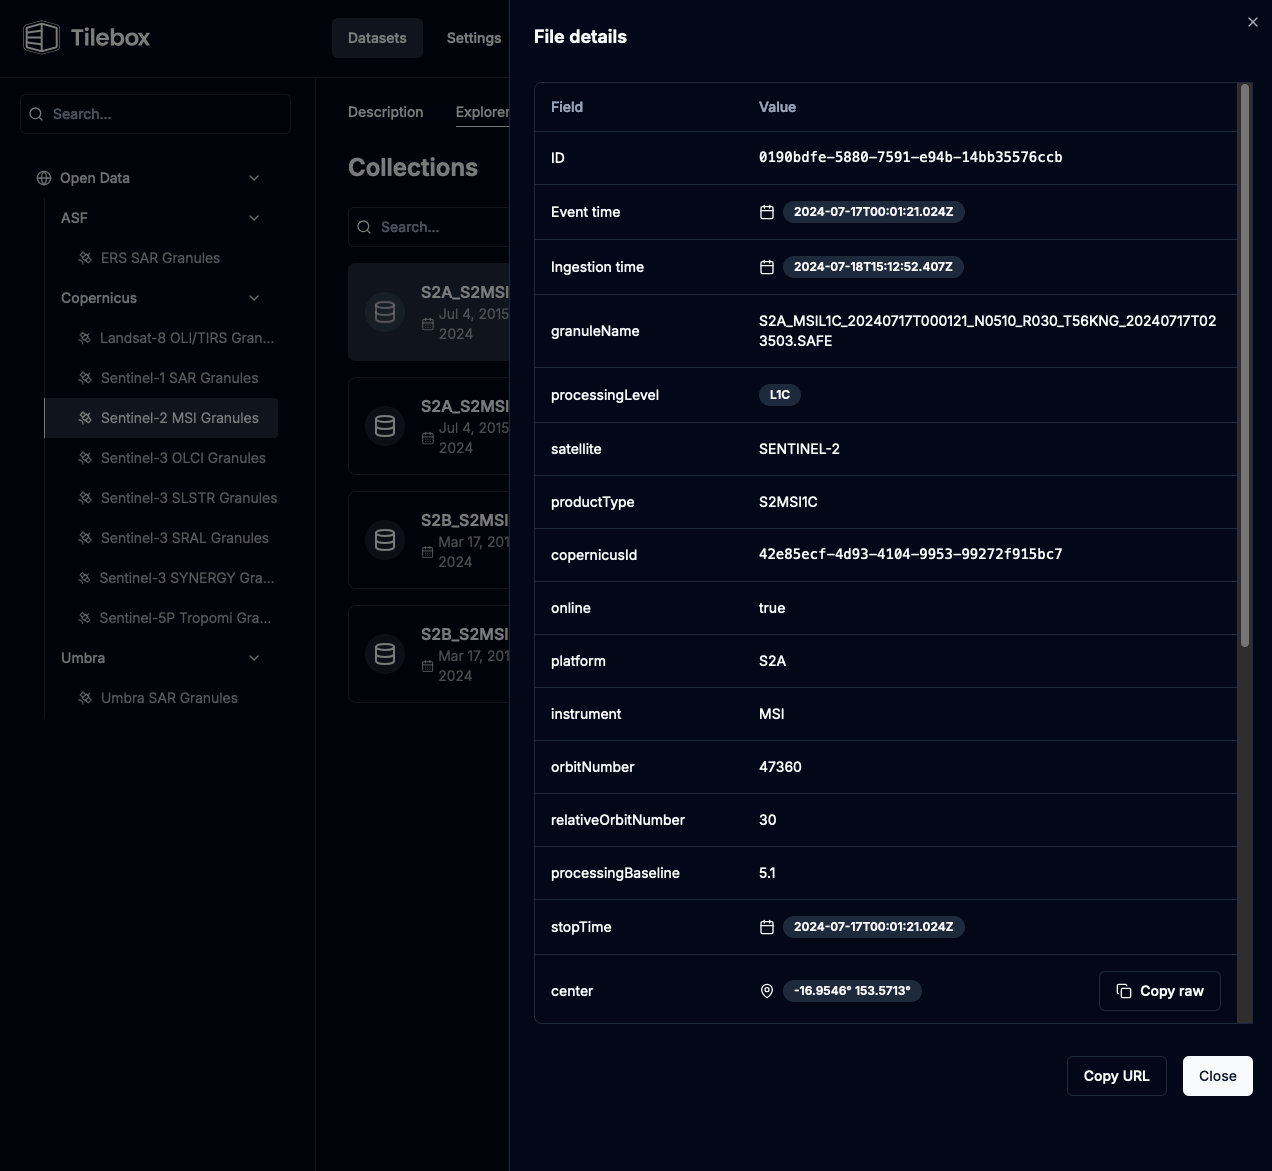 Tilebox
Datasets
Settings
Search...
Open Data
ASF
ERS SAR Granules
Copernicus
Landsat-8 OLI/TIRS Gran...
Sentinel-1 SAR Granules
Sentinel-2 MSI Granules
Sentinel-3 OLCI Granules
Sentinel-3 SLSTR Granules
Sentinel-3 SRAL Granules
Sentinel-3 SYNERGY Gra...
Sentinel-5P Tropomi Gra...
Umbra
Umbra SAR Granules
Description
Explorer
Collections
Search...
S2A_S2MSI
Jul 4, 2015
2024
S2A_S2MSI
Jul 4, 2015
2024
S2B_S2MSI
Mar 17, 201
2024
S2B_S2MSI
Mar 17, 201
2024
File details
Field Value
ID 0190bdfe-5880-7591-e94b-14bb35576ccb
Event time 2024-07-17T00:01:21.024Z
Ingestion time 2024-07-18T15:12:52.407Z
granuleName S2A_MSIL1C_20240717T000121_N0510_R030_T56KNG_20240717T02
3503.SAFE
processingLevel L1C
satellite SENTINEL-2
productType S2MSI1C
copernicusId 42e85ecf-4d93-4104-9953-99272f915bc7
online true
platform S2A
instrument MSI
orbitNumber 47360
relativeOrbitNumber 30
processingBaseline 5.1
stopTime 2024-07-17T00:01:21.024Z
center -16.9546° 153.5713° Copy raw
Copy URL Close